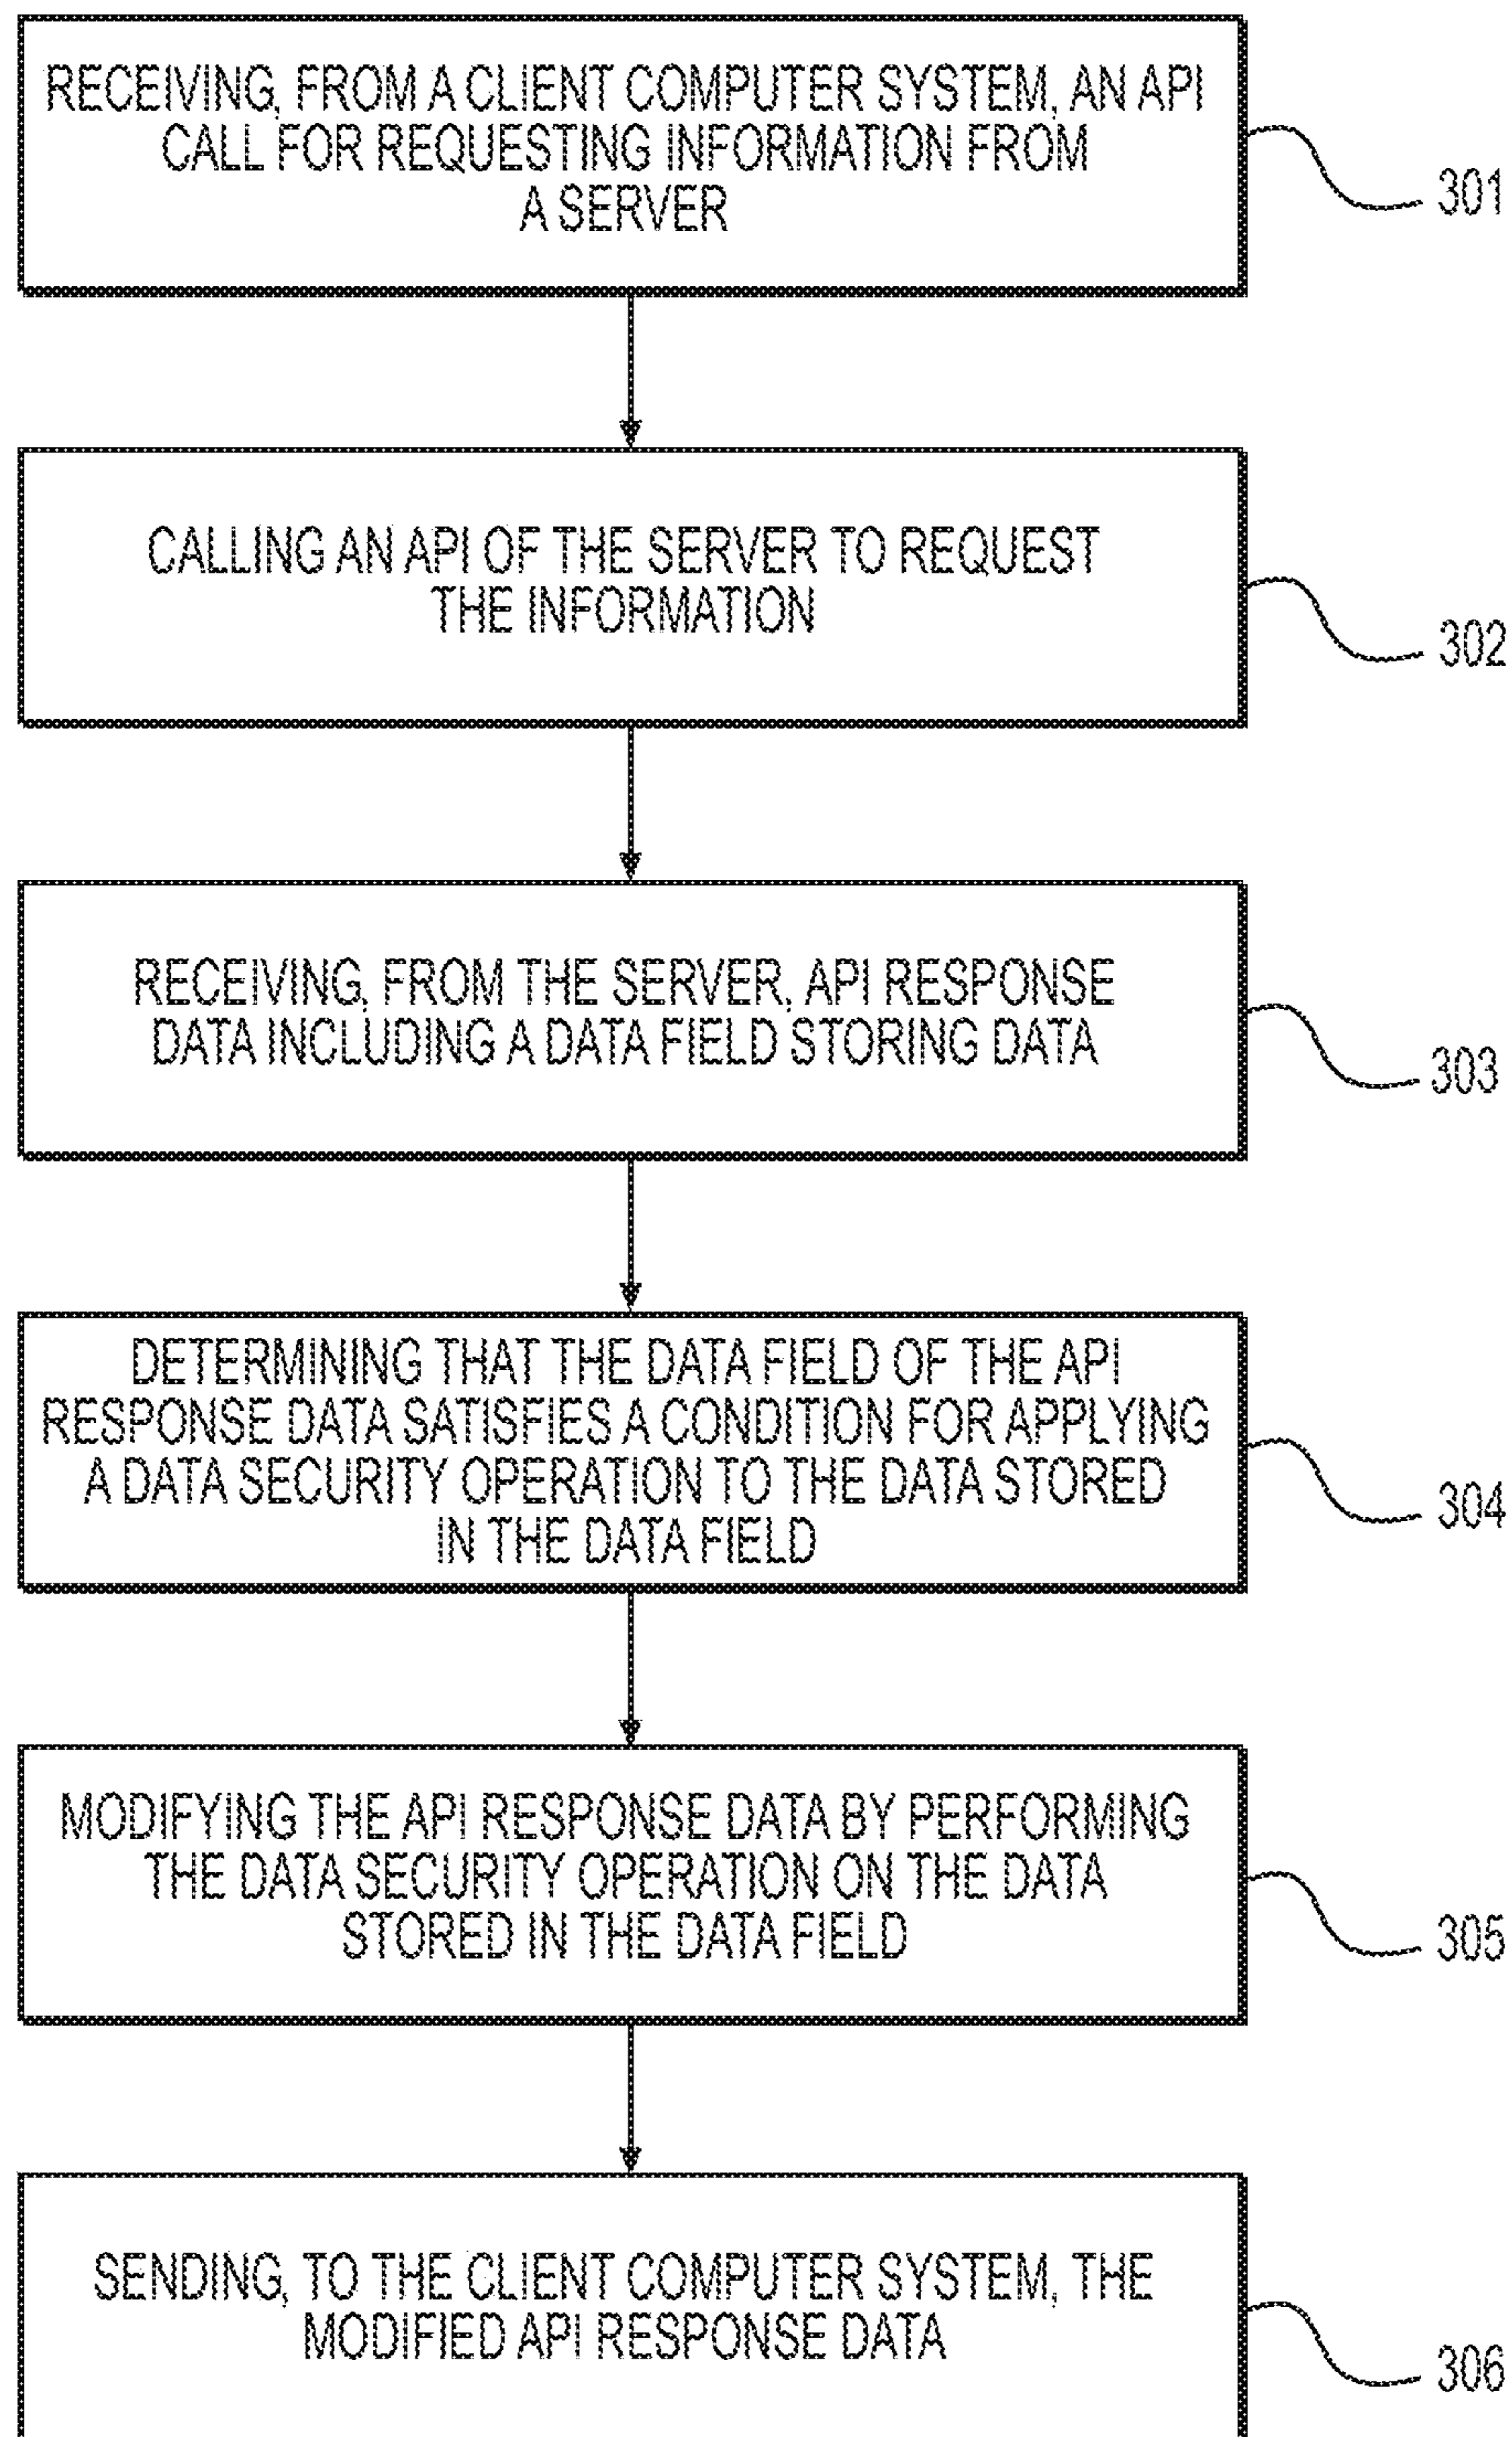 RECEIVING, FROM A CLIENT COMPUTER SYSTEM, AN API
CALL FOR REQUESTING INFORMATION FROM
A SERVER
301
CALLING AN API OF THE SERVER TO REQUEST
THE INFORMATION
302
RECEIVING, FROM THE SERVER, API RESPONSE
DATA INCLUDING A DATA FIELD STORING DATA
303
DETERMINING THAT THE DATA FIELD OF THE API
RESPONSE DATA SATISFIES A CONDITION FOR APPLYING
A DATA SECURITY OPERATION TO THE DATA STORED
IN THE DATA FIELD
304
MODIFYING THE API RESPONSE DATA BY PERFORMING
THE DATA SECURITY OPERATION ON THE DATA
STORED IN THE DATA FIELD
305
SENDING, TO THE CLIENT COMPUTER SYSTEM, THE
MODIFIED API RESPONSE DATA
306